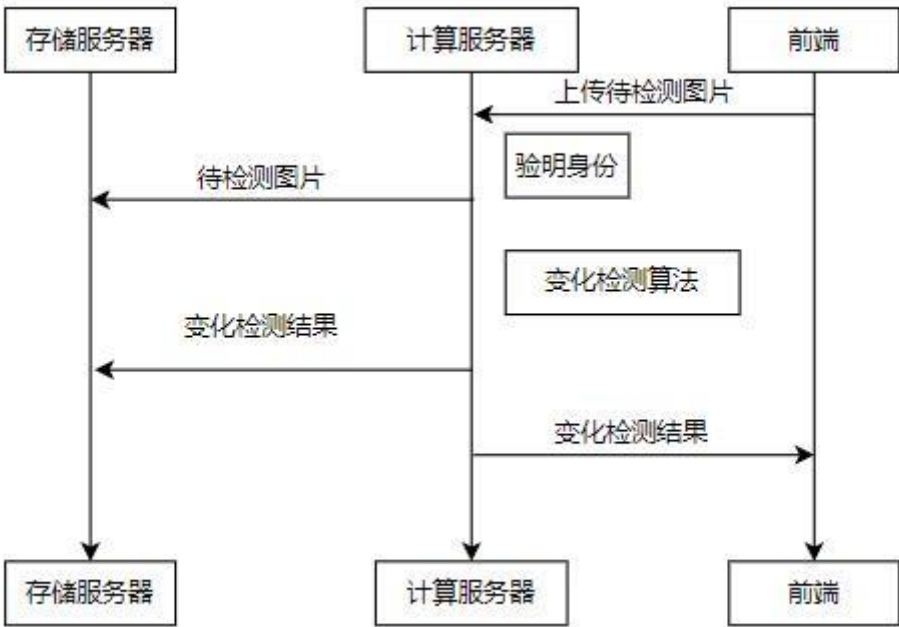 存储服务器
计算服务器
前端
上传待检测图片
验明身份
待检测图片
变化检测算法
变化检测结果
变化检测结果
存储服务器
计算服务器
前端